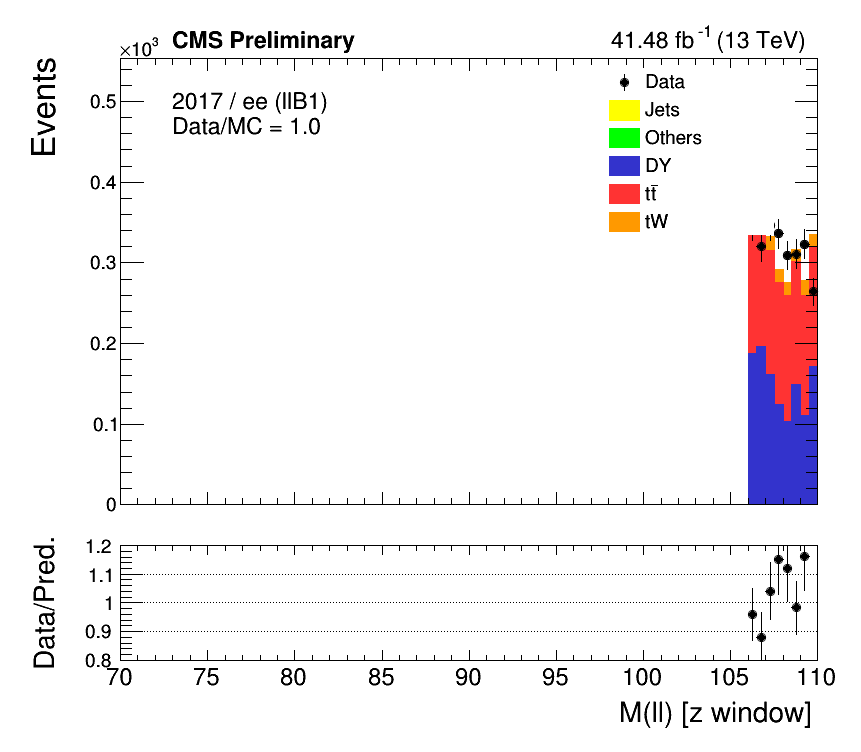 ×10³
CMS Preliminary
41.48 fb⁻¹ (13 TeV)
Events
2017 / ee (llB1)
Data/MC = 1.0
Data
Jets
Others
DY
tt̄
tW
0.5
0.4
0.3
0.2
0.1
0
Data/Pred.
1.2
1.1
1
0.9
0.8
70 75 80 85 90 95 100 105 110
M(ll) [z window]